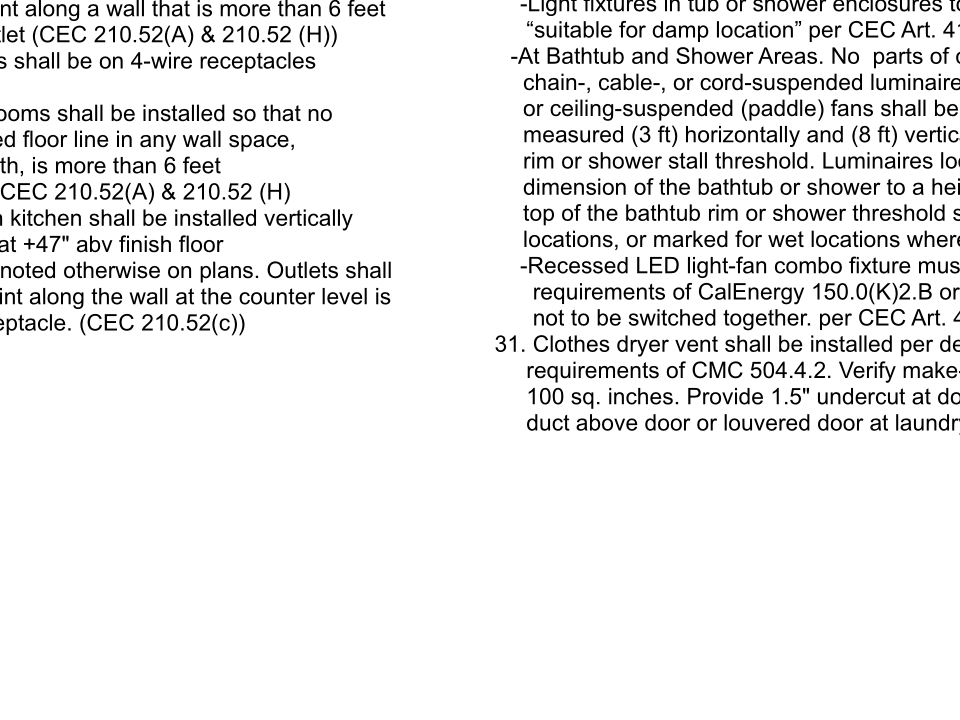 nt along a wall that is more than 6 feet
let (CEC 210.52(A) & 210.52 (H))
s shall be on 4-wire receptacles
ooms shall be installed so that no
ed floor line in any wall space,
th, is more than 6 feet
CEC 210.52(A) & 210.52 (H)
n kitchen shall be installed vertically
at +47" abv finish floor
noted otherwise on plans. Outlets shall
int along the wall at the counter level is
eptacle. (CEC 210.52(c))
-Light fixtures in tub or shower enclosures to
“suitable for damp location” per CEC Art. 41
-At Bathtub and Shower Areas. No  parts of c
chain-, cable-, or cord-suspended luminaire
or ceiling-suspended (paddle) fans shall be
measured (3 ft) horizontally and (8 ft) vertica
rim or shower stall threshold. Luminaires loc
dimension of the bathtub or shower to a hei
top of the bathtub rim or shower threshold s
locations, or marked for wet locations where
-Recessed LED light-fan combo fixture mus
requirements of CalEnergy 150.0(K)2.B or
not to be switched together. per CEC Art. 4
31. Clothes dryer vent shall be installed per de
requirements of CMC 504.4.2. Verify make-
100 sq. inches. Provide 1.5" undercut at do
duct above door or louvered door at laundry